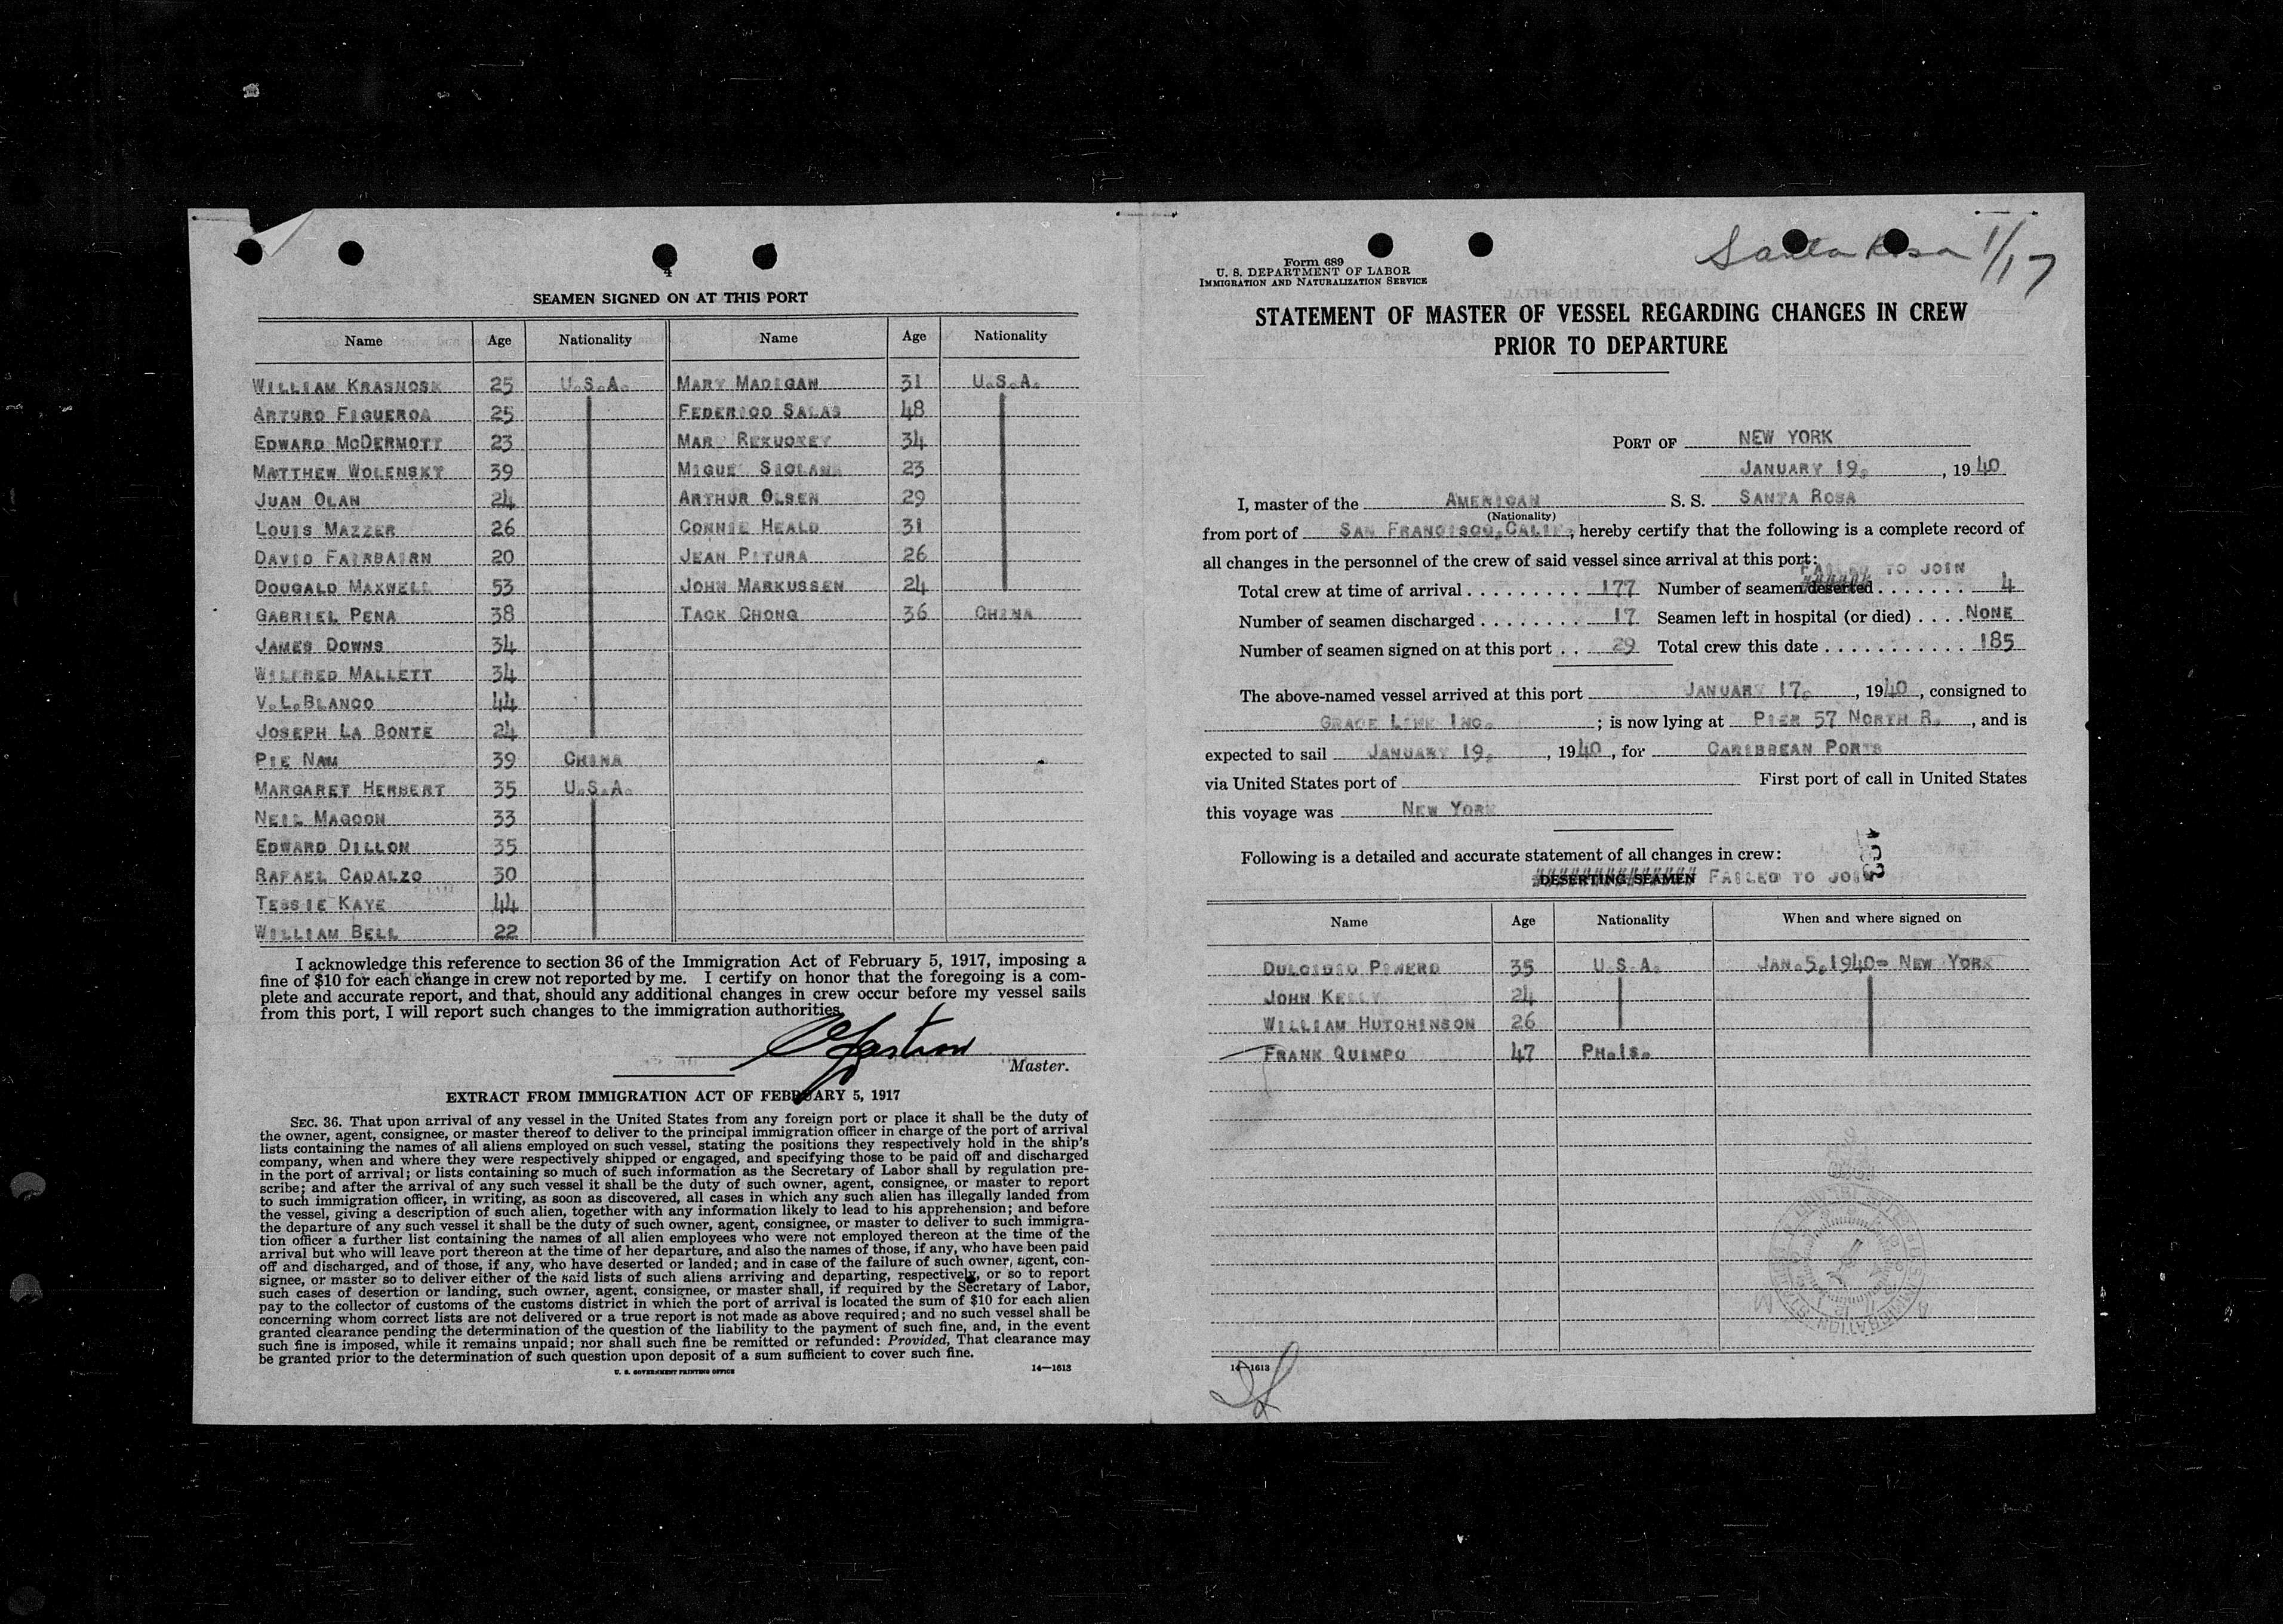 4
SEAMEN SIGNED ON AT THIS PORT
Name Age Nationality Name Age Nationality
WILLIAM KRASNOSK 25 U.S.A. MARY MADIGAN 31 U.S.A.
ARTURO FIGUEROA 25 FEDERICO SALAS 48
EDWARD MCDERMOTT 23 34
MATTHEW WOLENSKY 39 MIGUEL 23
JUAN OLAN 24 ARTHUR OLSEN 29
LOUIS MAZZER 26 CONNIE HEALD 31
DAVID FAIRBAIRN 20 JEAN PITURA 26
DOUGALD MAXWELL 53 JOHN MARKUSSEN 24
GABRIEL PENA 38 TACK CHONG 36 CHINA
JAMES DOWNS 34
WILFRED MALLETT 34
V.L.BLANCO 44
JOSEPH LA BONTE 24
PIE NAM 39 CHINA
MARGARET HERBERT 35 U.S.A.
NEIL MAGOON 33
EDWARD DILLON 35
RAFAEL CADALZO 30
TESSIE KAYE 44
WILLIAM BELL 22
I acknowledge this reference to section 36 of the Immigration Act of February 5, 1917, imposing a
fine of $10 for each change in crew not reported by me. I certify on honor that the foregoing is a com-
plete and accurate report, and that, should any additional changes in crew occur before my vessel sails
from this port, I will report such changes to the immigration authorities.
Master.
EXTRACT FROM IMMIGRATION ACT OF FEBRUARY 5, 1917
SEC. 36. That upon arrival of any vessel in the United States from any foreign port or place it shall be the duty of
the owner, agent, consignee, or master thereof to deliver to the principal immigration officer in charge of the port of arrival
lists containing the names of all aliens employed on such vessel, stating the positions they respectively hold in the ship's
company, when and where they were respectively shipped or engaged, and specifying those to be paid off and discharged
in the port of arrival; or lists containing so much of such information as the Secretary of Labor shall by regulation pre-
scribe; and after the arrival of any such vessel it shall be the duty of such owner, agent, consignee, or master to report
to such immigration officer, in writing, as soon as discovered, all cases in which any such alien has illegally landed from
the vessel, giving a description of such alien, together with any information likely to lead to his apprehension; and before
the departure of any such vessel it shall be the duty of such owner, agent, consignee, or master to deliver to such immigra-
tion officer a further list containing the names of all alien employees who were not employed thereon at the time of the
arrival but who will leave port thereon at the time of her departure, and also the names of those, if any, who have been paid
off and discharged, and of those, if any, who have deserted or landed; and in case of the failure of such owner, agent, con-
signee, or master so to deliver either of the said lists of such aliens arriving and departing, respectively, or so to report
such cases of desertion or landing, such owner, agent, consignee, or master shall, if required by the Secretary of Labor,
pay to the collector of customs of the customs district in which the port of arrival is located the sum of $10 for each alien
concerning whom correct lists are not delivered or a true report is not made as above required; and no such vessel shall be
granted clearance pending the determination of the question of the liability to the payment of such fine, and, in the event
such fine is imposed, while it remains unpaid; nor shall such fine be remitted or refunded: Provided, That clearance may
be granted prior to the determination of such question upon deposit of a sum sufficient to cover such fine.
U. S. GOVERNMENT PRINTING OFFICE 14—1613
Santa Rosa 1/17
Form 689
U. S. DEPARTMENT OF LABOR
IMMIGRATION AND NATURALIZATION SERVICE
STATEMENT OF MASTER OF VESSEL REGARDING CHANGES IN CREW
PRIOR TO DEPARTURE
PORT OF NEW YORK
JANUARY 19, 1940
I, master of the AMERICAN S. S. SANTA ROSA
(Nationality)
from port of SAN FRANCISCO, CALIF., hereby certify that the following is a complete record of
all changes in the personnel of the crew of said vessel since arrival at this port:
FAILED TO JOIN
Total crew at time of arrival 177 Number of seamen deserted 4
Number of seamen discharged 17 Seamen left in hospital (or died) NONE
Number of seamen signed on at this port 29 Total crew this date 185
The above-named vessel arrived at this port JANUARY 17, 1940, consigned to
GRACE LINE INC. ; is now lying at PIER 57 NORTH R., and is
expected to sail JANUARY 19, 1940, for CARIBBEAN PORTS
via United States port of First port of call in United States
this voyage was NEW YORK
Following is a detailed and accurate statement of all changes in crew:
DESERTING SEAMEN FAILED TO JOIN
Name Age Nationality When and where signed on
DULCIDIO PINERO 35 U.S.A. JAN.5,1940- NEW YORK
JOHN KELLY 24
WILLIAM HUTCHINSON 26
FRANK QUIMPO 47 PH.IS.
14—1613